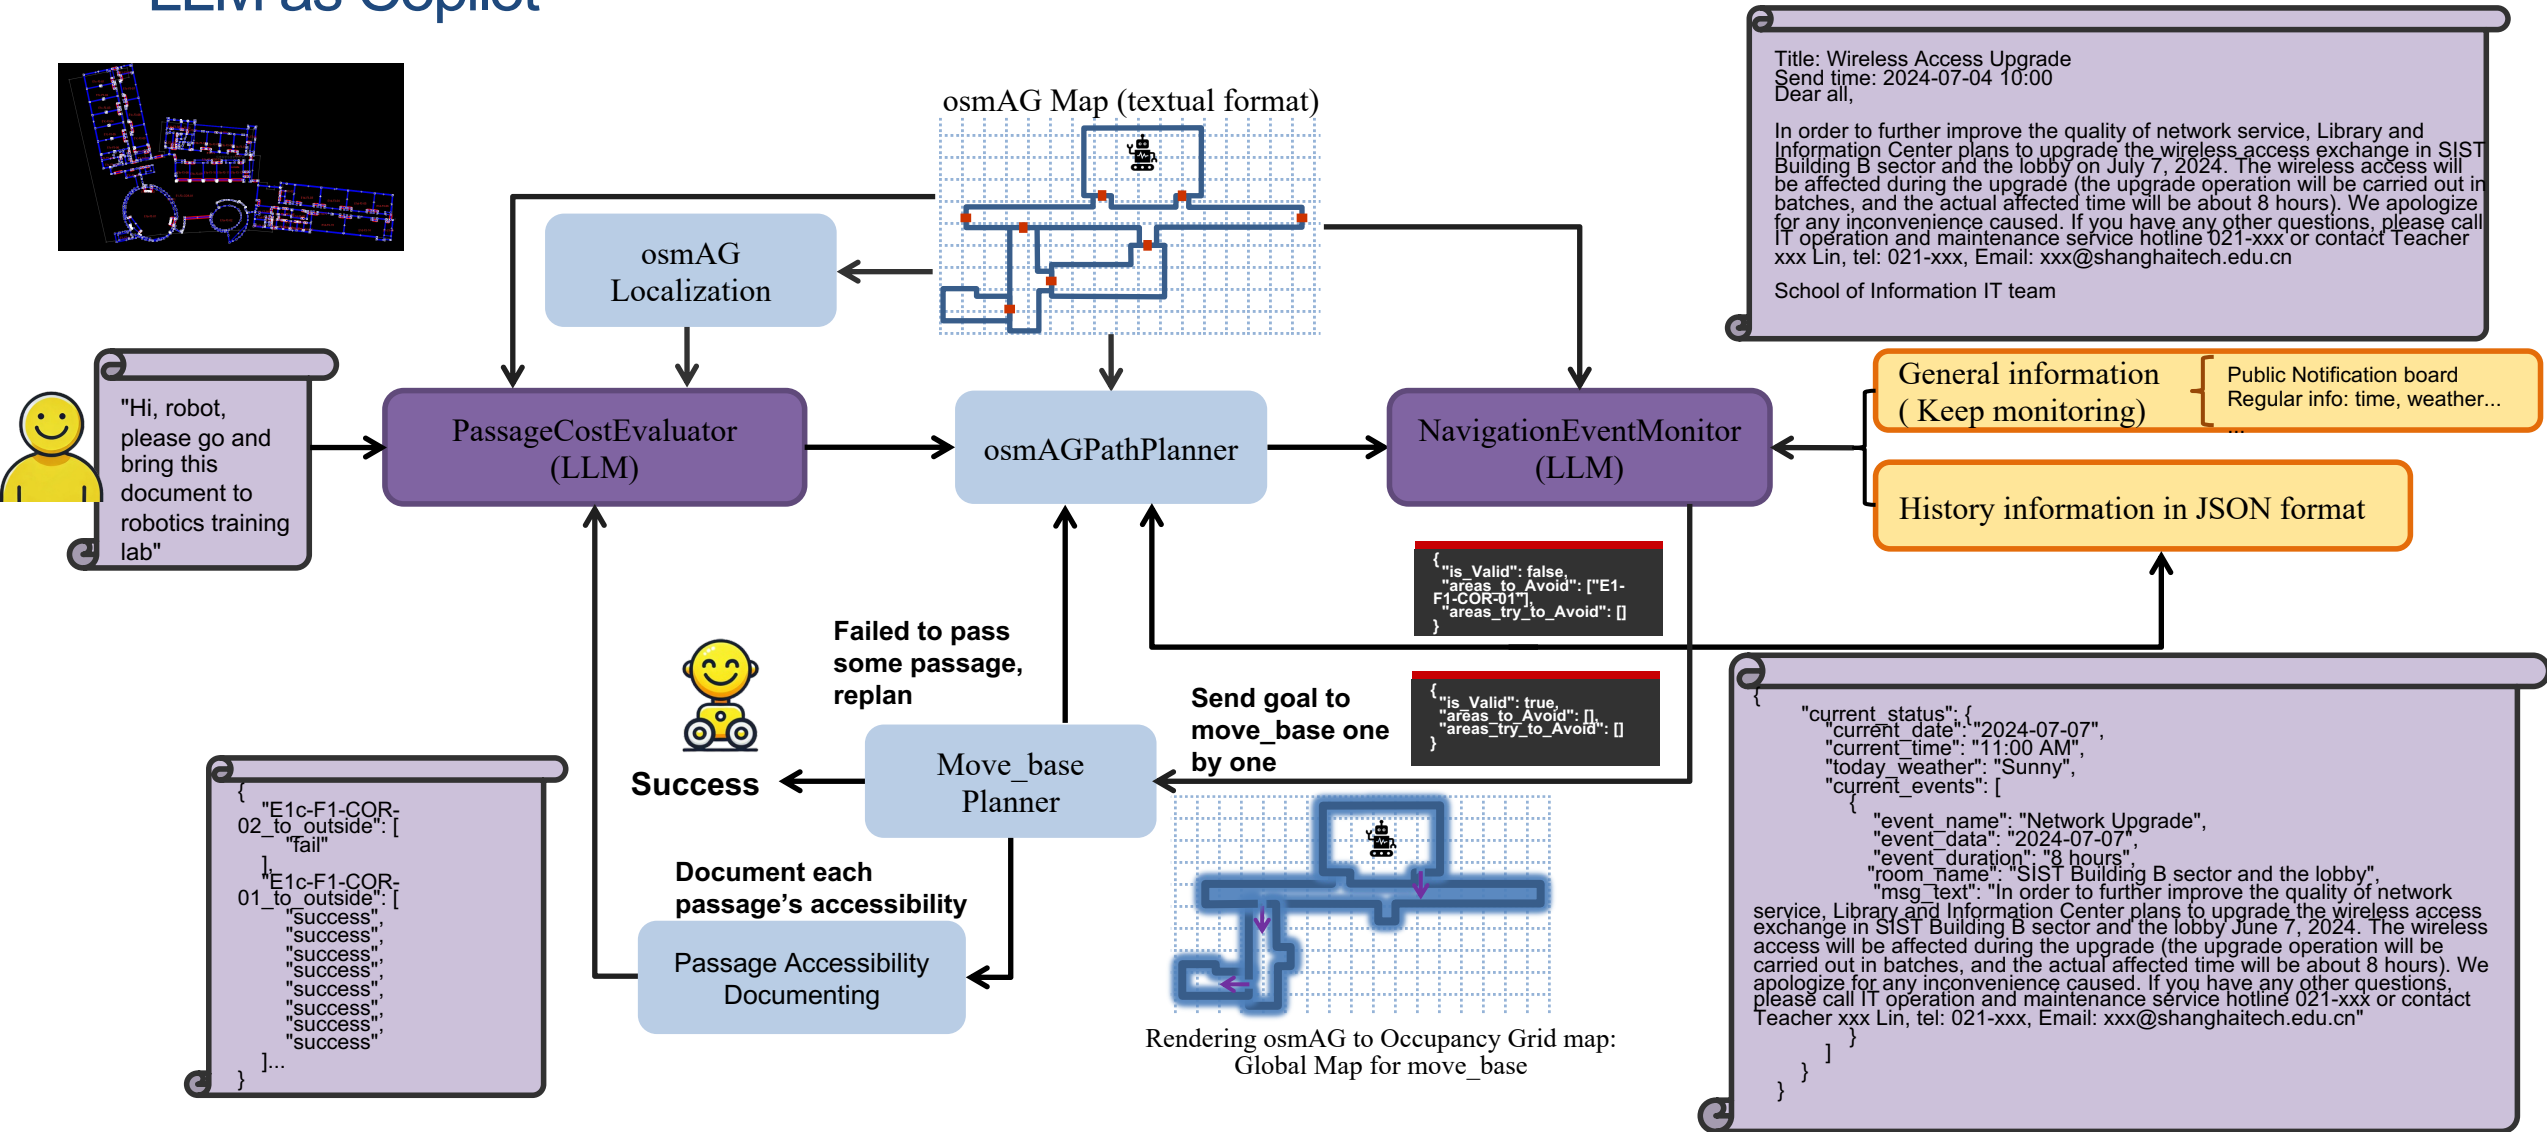 LLM as Copilot
osmAG Map (textual format)
Title: Wireless Access Upgrade
Send time: 2024-07-04 10:00
Dear all,
In order to further improve the quality of network service, Library and
Information Center plans to upgrade the wireless access exchange in SIST
Building B sector and the lobby on July 7, 2024. The wireless access will
be affected during the upgrade (the upgrade operation will be carried out in
batches, and the actual affected time will be about 8 hours). We apologize
for any inconvenience caused. If you have any other questions, please call
IT operation and maintenance service hotline 021-xxx or contact Teacher
xxx Lin, tel: 021-xxx, Email: xxx@shanghaitech.edu.cn
School of Information IT team
osmAG
Localization
"Hi, robot,
please go and
bring this
document to
robotics training
lab"
PassageCostEvaluator
(LLM)
osmAGPathPlanner
NavigationEventMonitor
(LLM)
General information
( Keep monitoring)
Public Notification board
Regular info: time, weather...
...
History information in JSON format
{
"is_Valid": false,
"areas_to_Avoid": ["E1-
F1-COR-01"],
"areas_try_to_Avoid": []
}
{
"is_Valid": true,
"areas_to_Avoid": [],
"areas_try_to_Avoid": []
}
Failed to pass
some passage,
replan
Send goal to
move_base one
by one
Success
Move_base
Planner
Document each
passage’s accessibility
Passage Accessibility
Documenting
{
"E1c-F1-COR-
02_to_outside": [
"fail"
],
"E1c-F1-COR-
01_to_outside": [
"success",
"success",
"success",
"success",
"success",
"success",
"success",
"success"
]...
}
Rendering osmAG to Occupancy Grid map:
Global Map for move_base
{
"current_status": {
"current_date": "2024-07-07",
"current_time": "11:00 AM",
"today_weather": "Sunny",
"current_events": [
{
"event_name": "Network Upgrade",
"event_data": "2024-07-07",
"event_duration": "8 hours",
"room_name": "SIST Building B sector and the lobby",
"msg_text": "In order to further improve the quality of network
service, Library and Information Center plans to upgrade the wireless access
exchange in SIST Building B sector and the lobby June 7, 2024. The wireless
access will be affected during the upgrade (the upgrade operation will be
carried out in batches, and the actual affected time will be about 8 hours). We
apologize for any inconvenience caused. If you have any other questions,
please call IT operation and maintenance service hotline 021-xxx or contact
Teacher xxx Lin, tel: 021-xxx, Email: xxx@shanghaitech.edu.cn"
}
]
}
}